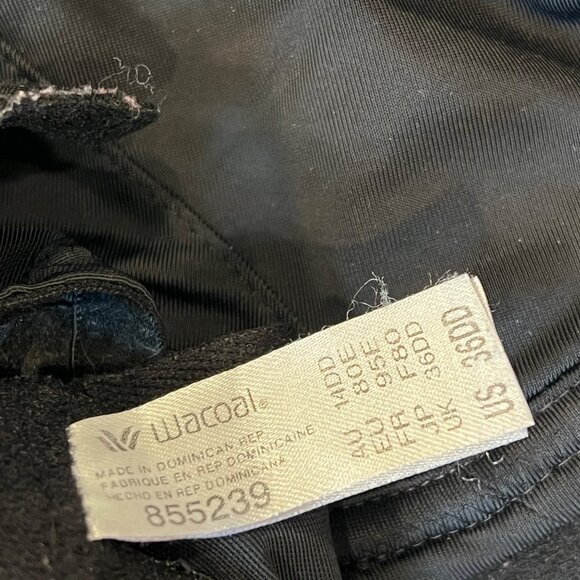 Wacoal®
MADE IN DOMINICAN REP
FABRIQUE EN REP DOMINICAINE
HECHO EN REP DOMINICANA
855239
AU 14DD
EU 80E
FR 95E
JP F80
UK 36DD
US 36DD